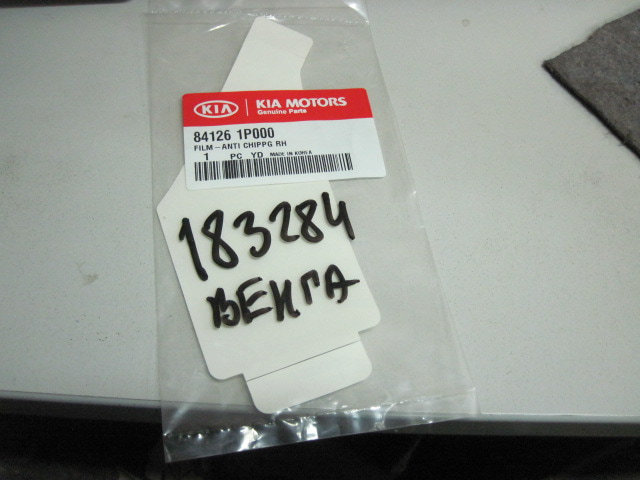 KIA KIA MOTORS
Genuine Parts
84126 1P000
FILM-ANTI CHIPPG RH
1 PC YD MADE IN KOREA
183284
ВЕНГА